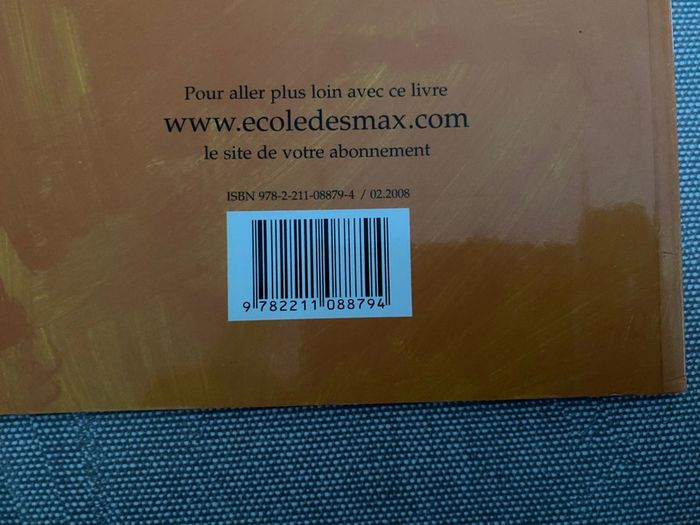 Pour aller plus loin avec ce livre
www.ecoledesmax.com
le site de votre abonnement
ISBN 978-2-211-08879-4 / 02.2008
9 782211 088794